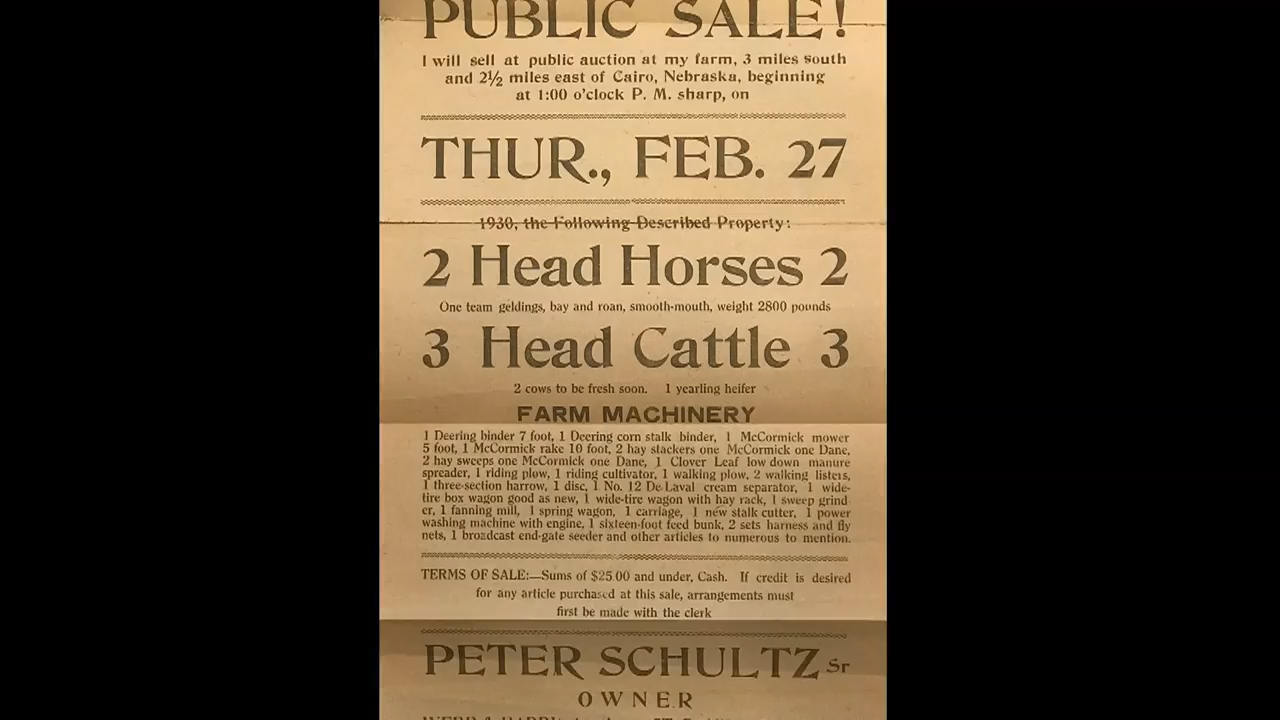 PUBLIC SALE!
I will sell at public auction at my farm, 3 miles south
and 2½ miles east of Cairo, Nebraska, beginning
at 1:00 o'clock P. M. sharp, on
THUR., FEB. 27
1930, the Following Described Property:
2 Head Horses 2
One team geldings, bay and roan, smooth-mouth, weight 2800 pounds
3 Head Cattle 3
2 cows to be fresh soon. 1 yearling heifer
FARM MACHINERY
1 Deering binder 7 foot, 1 Deering corn stalk binder, 1 McCormick mower
5 foot, 1 McCormick rake 10 foot, 2 hay stackers one McCormick one Dane,
2 hay sweeps one McCormick one Dane, 1 Clover Leaf low down manure
spreader, 1 riding plow, 1 riding cultivator, 1 walking plow, 2 walking listers,
1 three-section harrow, 1 disc, 1 No. 12 De Laval cream separator, 1 wide-
tire box wagon good as new, 1 wide-tire wagon with hay rack, 1 sweep grind
er, 1 fanning mill, 1 spring wagon, 1 carriage, 1 new stalk cutter, 1 power
washing machine with engine, 1 sixteen-foot feed bunk, 2 sets harness and fly
nets, 1 broadcast end-gate seeder and other articles to numerous to mention.
TERMS OF SALE:—Sums of $25.00 and under, Cash. If credit is desired
for any article purchased at this sale, arrangements must
first be made with the clerk
PETER SCHULTZ Sr
OWNER